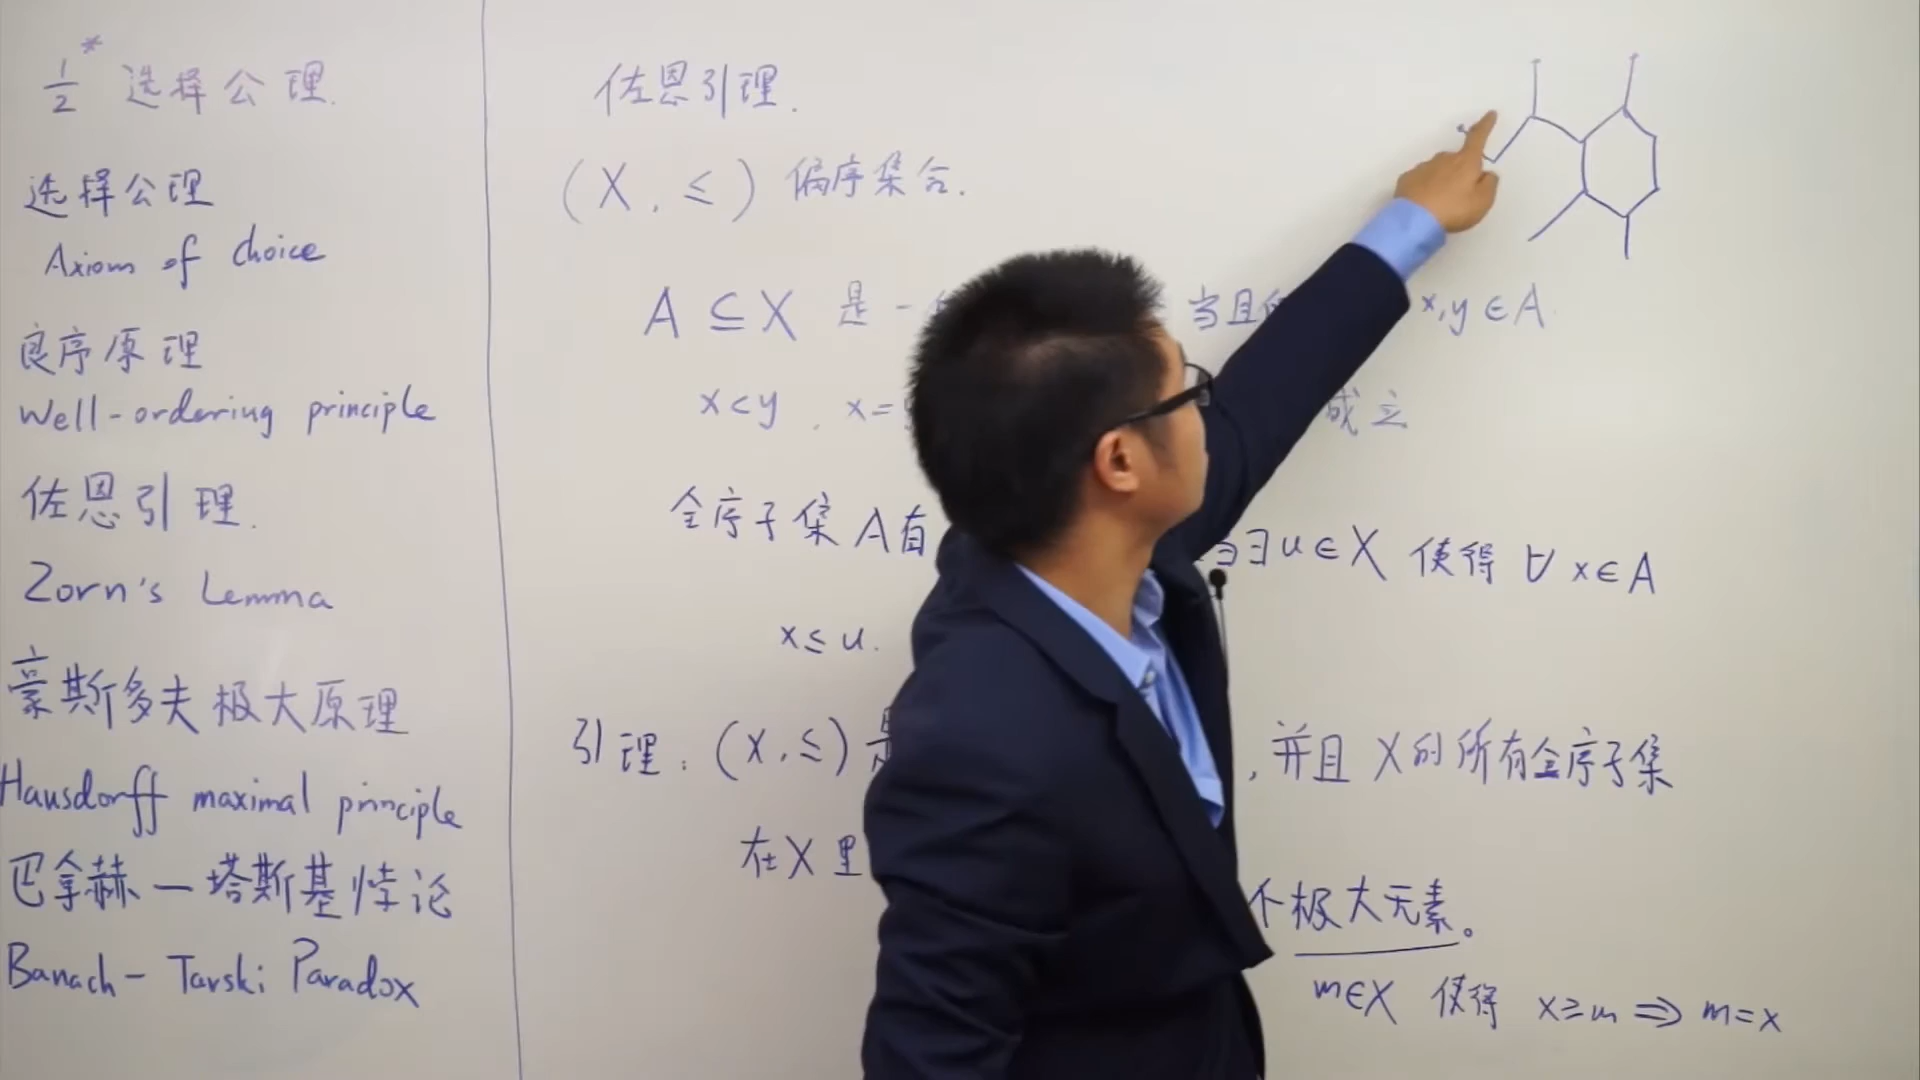 1/2* 选择公理.
选择公理
Axiom of choice
良序原理
Well-ordering principle
佐恩引理.
Zorn's Lemma
豪斯多夫极大原理
Hausdorff maximal principle
巴拿赫—塔斯基悖论
Banach-Tarski Paradox
佐恩引理.
(X, ≤) 偏序集合.
A ⊆ X 是一 当且 x,y ∈ A.
x<y , x= 成立
全序子集 A有 ∃ u ∈ X 使得 ∀ x∈A
x ≤ u.
引理: (X, ≤) 是 , 并且 X的所有全序子集
在X里 个极大元素。
m∈X 使得 x≥m ⇒ m=x